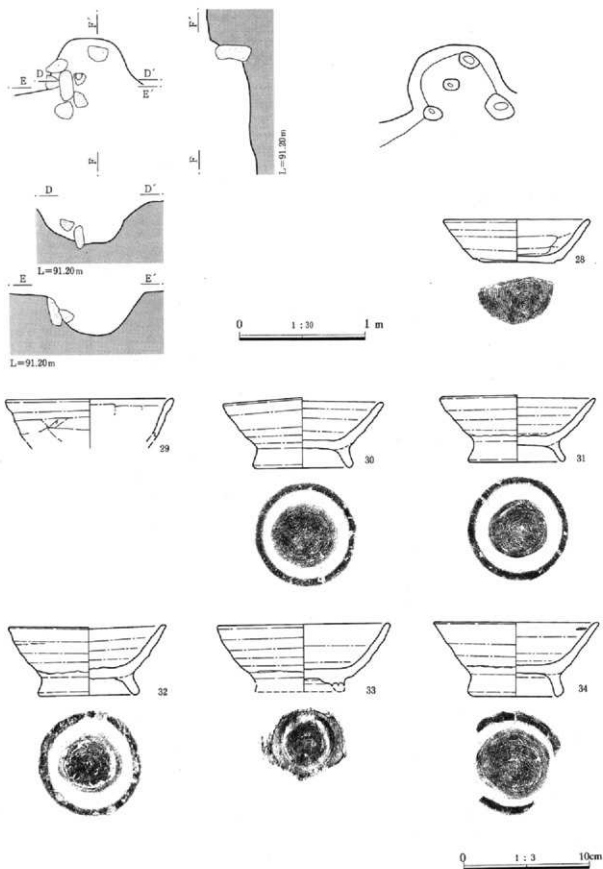 F´
F´
D
D´
E
E´
F
F
L=91.20m
D
D´
L=91.20m
E
E´
L=91.20m
0 1 : 30 1 m
28
29
30
31
32
33
34
0 1 : 3 10cm